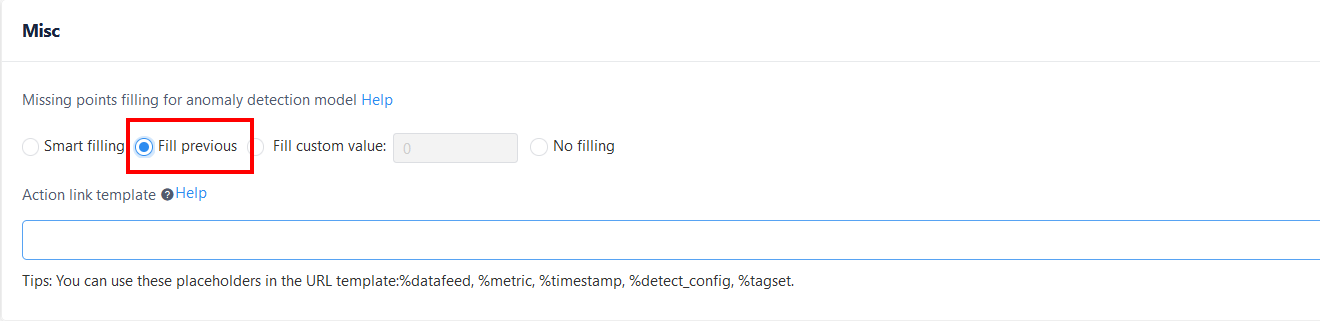 Misc
Missing points filling for anomaly detection model Help
Smart filling Fill previous Fill custom value: 0 No filling
Action link template ? Help
Tips: You can use these placeholders in the URL template:%datafeed, %metric, %timestamp, %detect_config, %tagset.